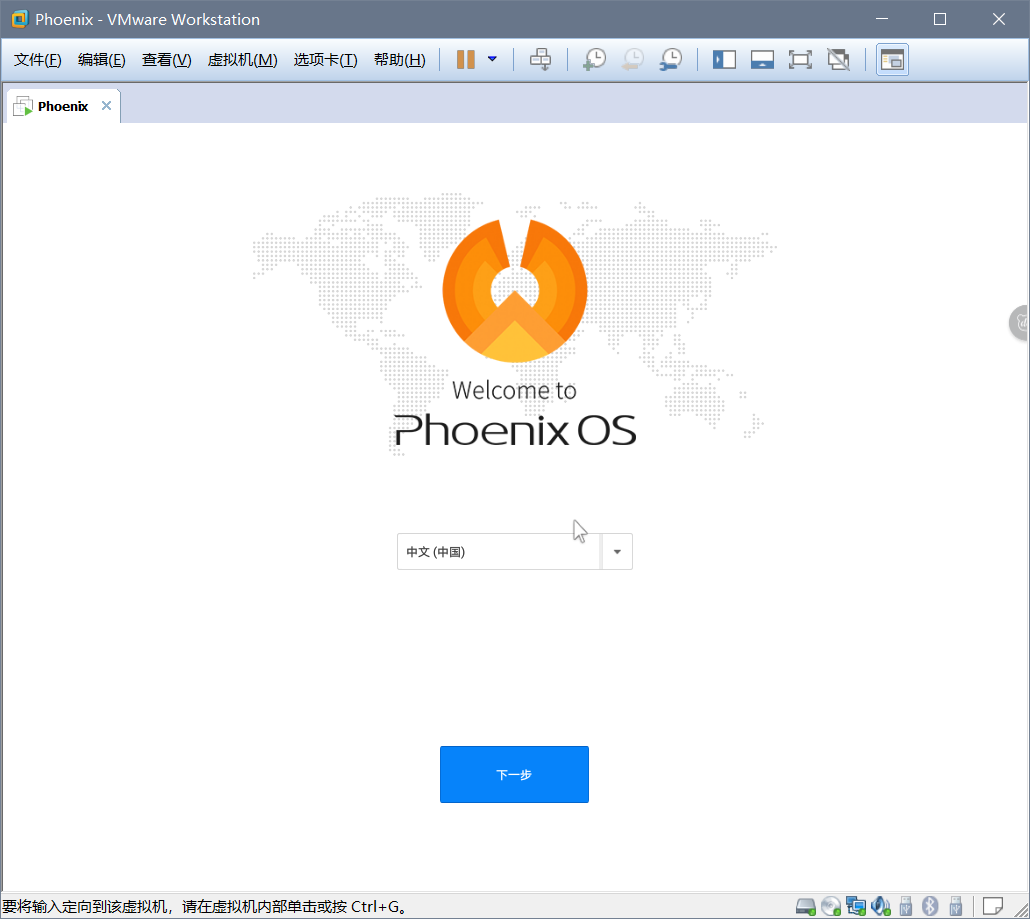 Phoenix - VMware Workstation
文件(F) 编辑(E) 查看(V) 虚拟机(M) 选项卡(T) 帮助(H)
Phoenix
Welcome to
Phoenix OS
中文 (中国)
下一步
要将输入定向到该虚拟机，请在虚拟机内部单击或按 Ctrl+G。